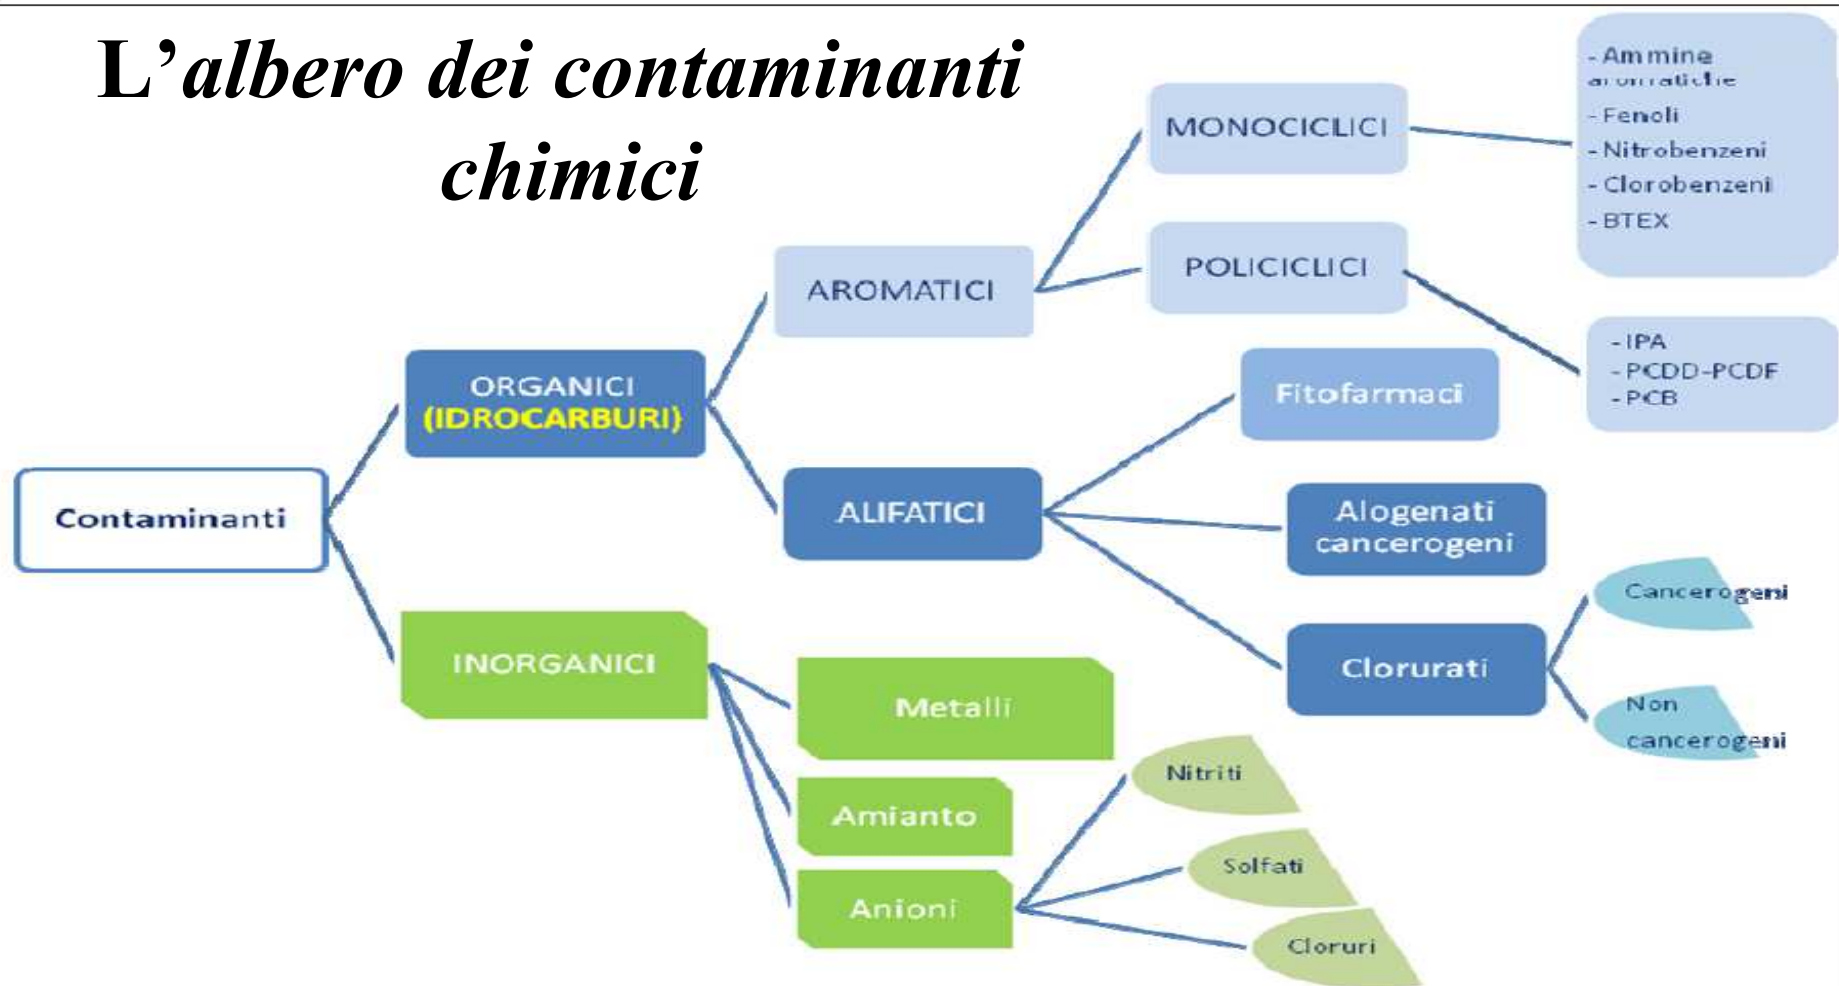 L’albero dei contaminanti
chimici
- Ammine
aromatiche
- Fenoli
- Nitrobenzeni
- Clorobenzeni
- BTEX
MONOCICLICI
POLICICLICI
AROMATICI
- IPA
- PCDD-PCDF
- PCB
ORGANICI
(IDROCARBURI)
Fitofarmaci
Contaminanti
ALIFATICI
Alogenati
cancerogeni
Clorurati
Cancerogeni
Non
cancerogeni
INORGANICI
Metalli
Amianto
Anioni
Nitriti
Solfati
Cloruri